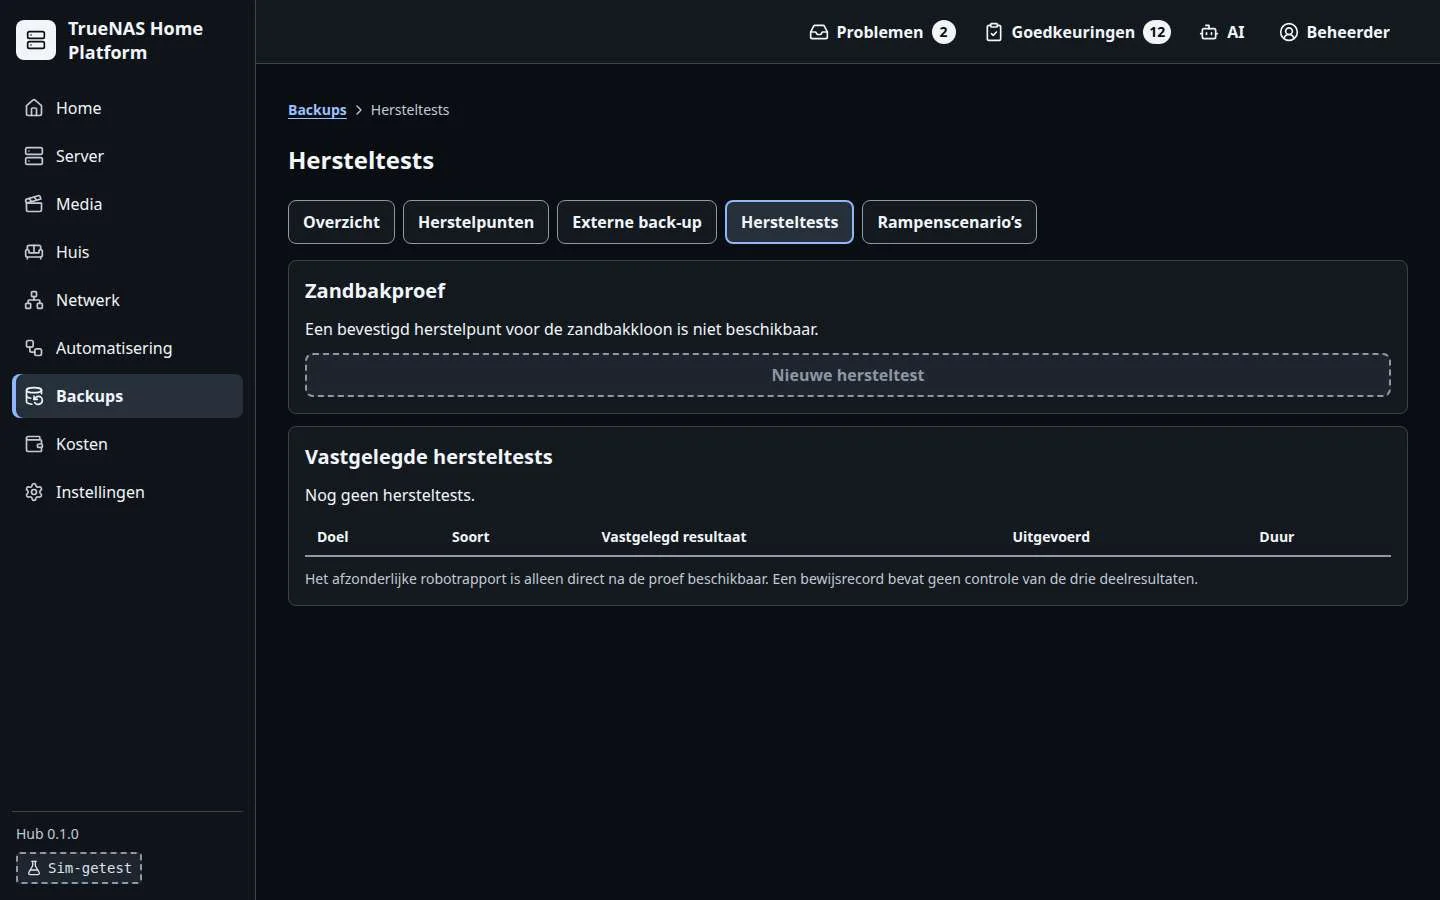 TrueNAS Home
Platform
Problemen 2
Goedkeuringen 12
AI
Beheerder
Home
Server
Media
Huis
Netwerk
Automatisering
Backups
Kosten
Instellingen
Hub 0.1.0
Sim-getest
Backups > Hersteltests
Hersteltests
Overzicht
Herstelpunten
Externe back-up
Hersteltests
Rampenscenario’s
Zandbakproef
Een bevestigd herstelpunt voor de zandbakkloon is niet beschikbaar.
Nieuwe hersteltest
Vastgelegde hersteltests
Nog geen hersteltests.
Doel Soort Vastgelegd resultaat Uitgevoerd Duur
Het afzonderlijke robotrapport is alleen direct na de proef beschikbaar. Een bewijsrecord bevat geen controle van de drie deelresultaten.